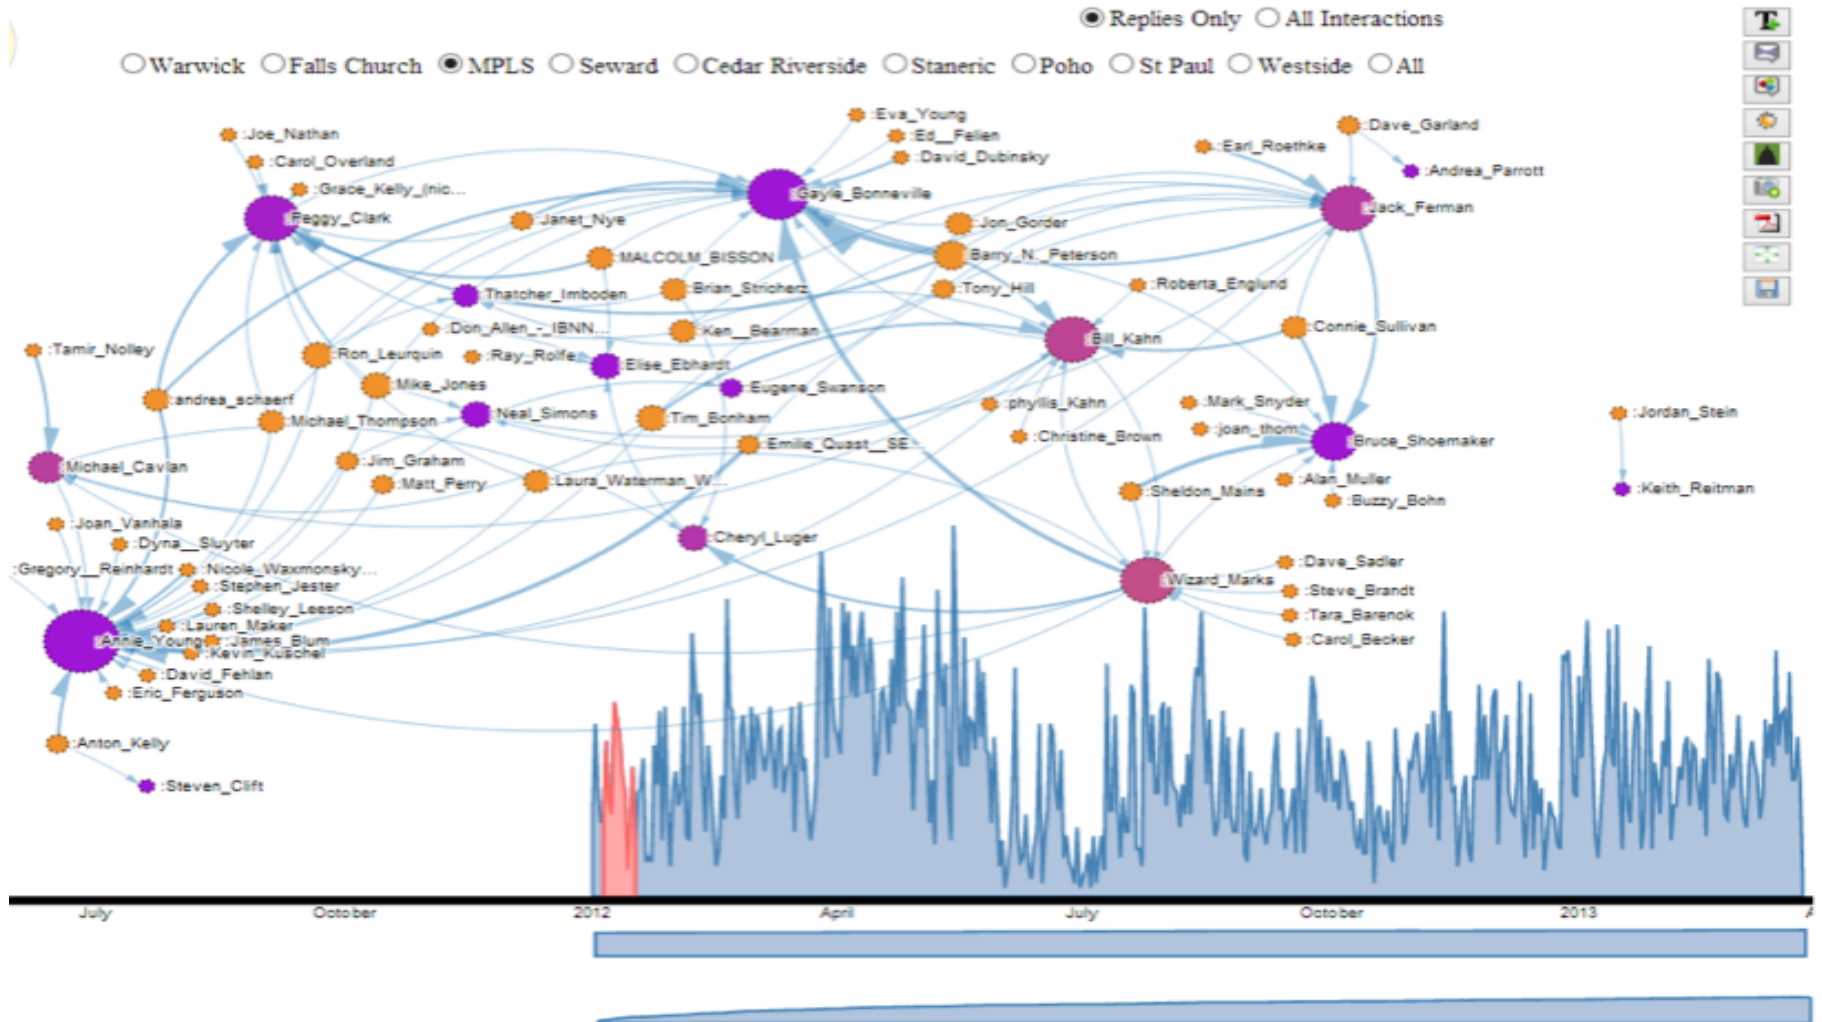 Replies Only All Interactions
Warwick Falls Church MPLS Seward Cedar Riverside Staneric Poho St Paul Westside All
:Eva_Young
:Joe_Nathan
:Ed__Fellen
:Dave_Garland
:Earl_Roethke
:David_Dubinsky
:Carol_Overland
:Andrea_Parrott
:Grace_Kelly_(nic...
:Gayle_Bonneville
:Jack_Ferman
:Peggy_Clark
:Janet_Nye
:Jon_Gorder
:MALCOLM_BISSON
:Barry_N._Peterson
:Roberta_Englund
:Brian_Stricherz
:Tony_Hill
:Thatcher_Imboden
:Don_Allen_-_IBNN...
:Ken__Bearman
:Connie_Sullivan
:Bill_Kahn
:Tamir_Nolley
:Ron_Leurquin
:Ray_Rolfe
:Elise_Ebhardt
:Mike_Jones
:Eugene_Swanson
:andrea_schaerf
:phyllis_Kahn
:Mark_Snyder
:Neal_Simons
:Jordan_Stein
:Michael_Thompson
:Tim_Bonham
:joan_thom
:Christine_Brown
:Bruce_Shoemaker
:Emilie_Quast__SE...
:Jim_Graham
:Michael_Cavlan
:Alan_Muller
:Matt_Perry
:Laura_Waterman_W...
:Keith_Reitman
:Sheldon_Mains
:Buzzy_Bohn
:Joan_Vanhala
:Cheryl_Luger
:Dyna__Sluyter
:Dave_Sadler
:Gregory__Reinhardt
:Nicole_Waxmonsky...
:Wizard_Marks
:Stephen_Jester
:Steve_Brandt
:Shelley_Leeson
:Tara_Barenok
:Lauren_Maker
:Annie_Young
:James_Blum
:Carol_Becker
:Kevin_Kuschel
:David_Fehlan
:Eric_Ferguson
:Anton_Kelly
:Steven_Clift
July October 2012 April July October 2013